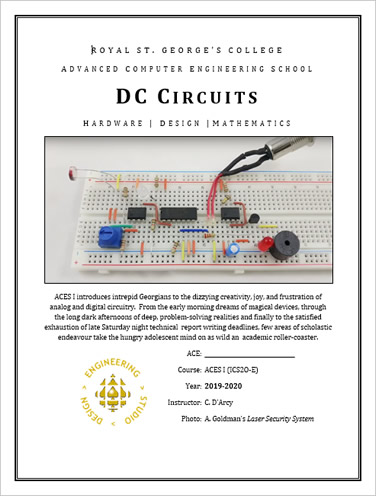 ROYAL ST. GEORGE'S COLLEGE
ADVANCED COMPUTER ENGINEERING SCHOOL
DC CIRCUITS
HARDWARE | DESIGN | MATHEMATICS
ACES I introduces intrepid Georgians to the dizzying creativity, joy, and frustration of
analog and digital circuitry. From the early morning dreams of magical devices, through
the long dark afternoons of deep, problem-solving realities and finally to the satisfied
exhaustion of late Saturday night technical report writing deadlines, few areas of scholastic
endeavour take the hungry adolescent mind on as wild an academic roller-coaster.
ACE:
Course: ACES I (ICS2O-E)
Year: 2019-2020
Instructor: C. D'Arcy
Photo: A. Goldman's Laser Security System
ENGINEERING
STUDIO
DESIGN